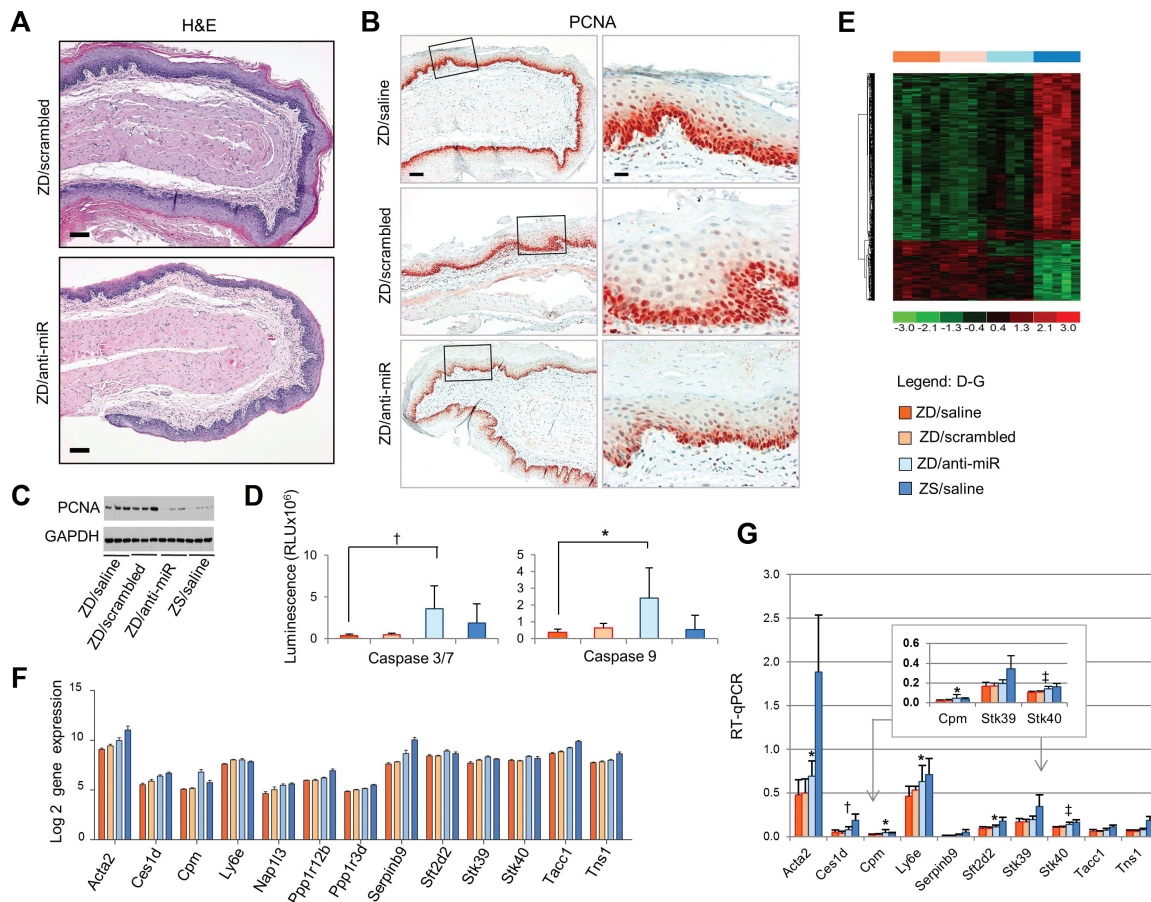 A
H&E
ZD/scrambled
ZD/anti-miR
B
PCNA
ZD/saline
ZD/scrambled
ZD/anti-miR
C
PCNA
GAPDH
ZD/saline
ZD/scrambled
ZD/anti-miR
ZS/saline
D
Luminescence (RLUx10⁶)
10
5
0
†
Caspase 3/7
5
4
3
2
1
0
*
Caspase 9
E
-3.0 -2.1 -1.3 -0.4 0.4 1.3 2.1 3.0
Legend: D-G
ZD/saline
ZD/scrambled
ZD/anti-miR
ZS/saline
F
Log 2 gene expression
15
10
5
0
Acta2 Ces1d Cpm Ly6e Nap1l3 Ppp1r12b Ppp1r3d Serpinb9 Sft2d2 Stk39 Stk40 Tacc1 Tns1
G
RT-qPCR
3.0
2.5
2.0
1.5
1.0
0.5
0.0
0.6
0.4
0.2
0.0
* ‡
Cpm Stk39 Stk40
* † * * * ‡
Acta2 Ces1d Cpm Ly6e Serpinb9 Sft2d2 Stk39 Stk40 Tacc1 Tns1